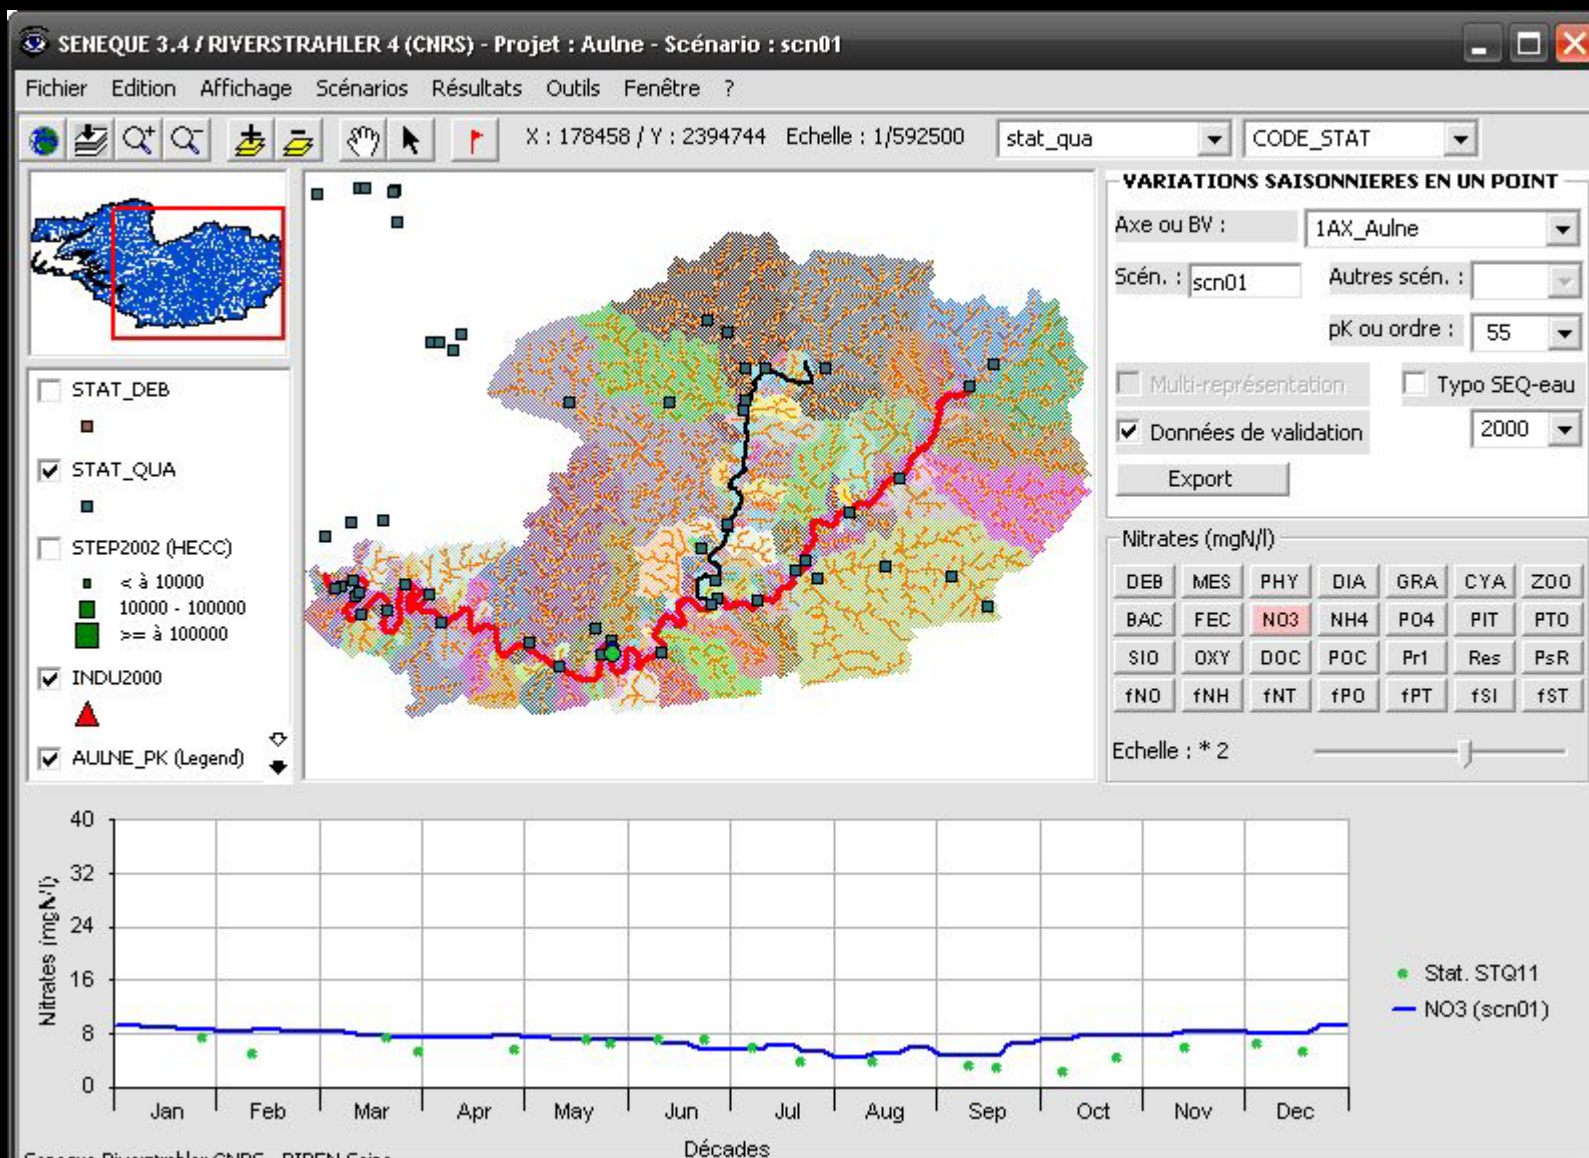 SENEQUE 3.4 / RIVERSTRAHLER 4 (CNRS) - Projet : Aulne - Scénario : scn01
Fichier Edition Affichage Scénarios Résultats Outils Fenêtre ?
X : 178458 / Y : 2394744 Echelle : 1/592500 stat_qua CODE_STAT
STAT_DEB
STAT_QUA
STEP2002 (HECC)
< à 10000
10000 - 100000
>= à 100000
INDU2000
AULNE_PK (Legend)
VARIATIONS SAISONNIERES EN UN POINT
Axe ou BV : 1AX_Aulne
Scén. : scn01 Autres scén. :
pK ou ordre : 55
Multi-représentation Typo SEQ-eau
Données de validation 2000
Export
Nitrates (mgN/l)
DEB MES PHY DIA GRA CYA ZOO
BAC FEC NO3 NH4 PO4 PIT PTO
SIO OXY DOC POC Pr1 Res PsR
fNO fNH fNT fPO fPT fSI fST
Echelle : * 2
Nitrates (mgN/l)
40
32
24
16
8
0
Jan Feb Mar Apr May Jun Jul Aug Sep Oct Nov Dec
Décades
Stat. STQ11
NO3 (scn01)